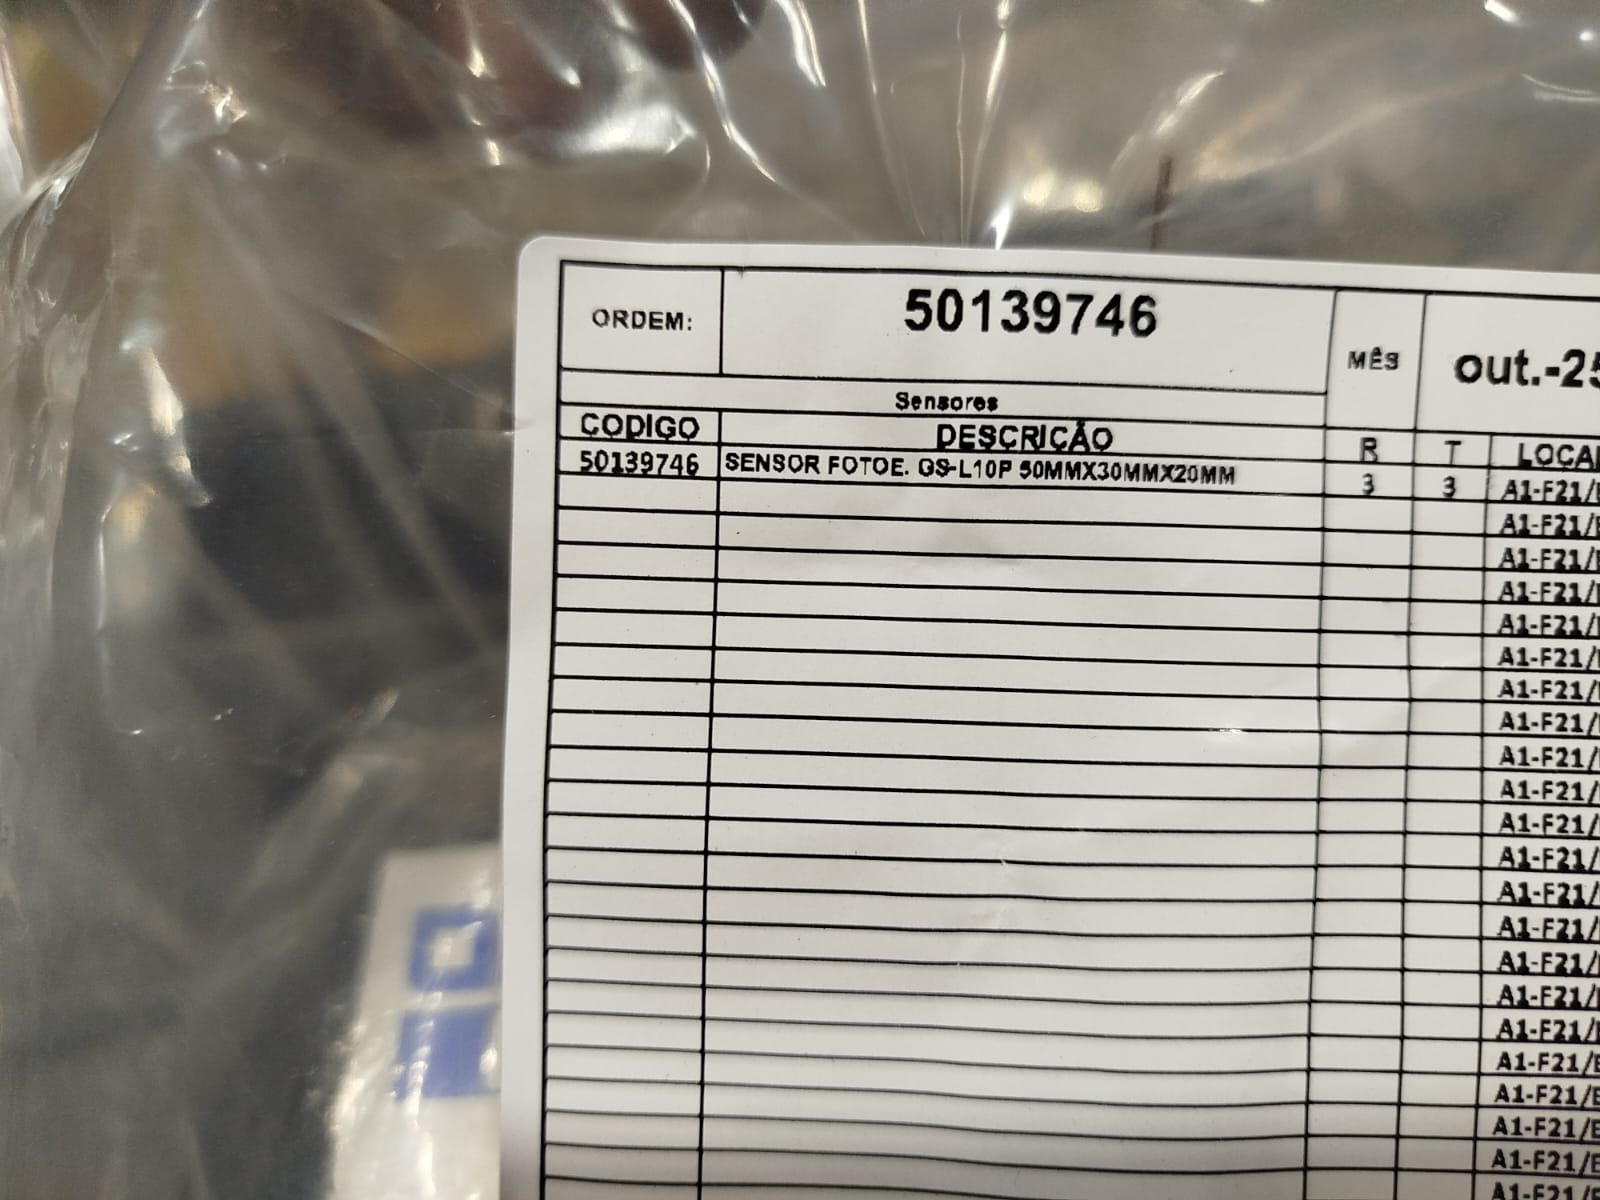 ORDEM: 50139746 MÊS out.-25
Sensores
CODIGO DESCRIÇÃO R T LOCAL
50139746 SENSOR FOTOE. GS-L10P 50MMX30MMX20MM 3 3 A1-F21/E
A1-F21/E
A1-F21/E
A1-F21/
A1-F21/
A1-F21/
A1-F21/
A1-F21/
A1-F21/
A1-F21/
A1-F21/
A1-F21/
A1-F21/
A1-F21/
A1-F21/
A1-F21/
A1-F21/E
A1-F21/E
A1-F21/E
A1-F21/E
A1-F21/E